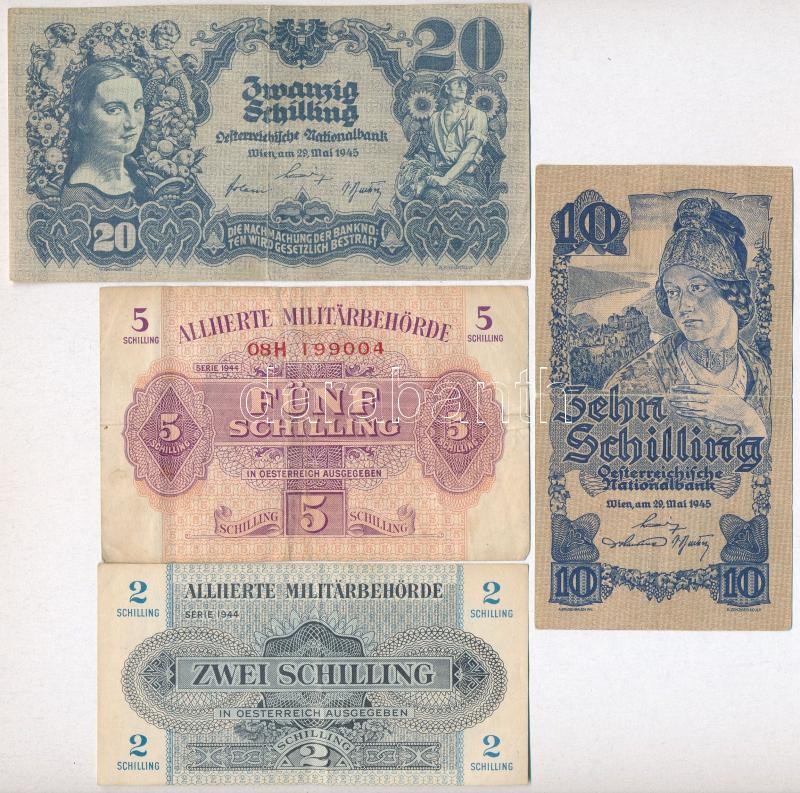 20
Zwanzig
Schilling
Oesterreichische Nationalbank
Wien, am 29. Mai 1945
20
DIE NACHMACHUNG DER BANKNO-
TEN WIRD GESETZLICH BESTRAFT
5 SCHILLING
ALLIIERTE MILITÄRBEHÖRDE
5 SCHILLING
08H 199004
SERIE 1944
FÜNF
SCHILLING
5
5
IN OESTERREICH AUSGEGEBEN
SCHILLING 5 SCHILLING
2 SCHILLING
ALLIIERTE MILITÄRBEHÖRDE
2 SCHILLING
SERIE 1944
ZWEI SCHILLING
IN OESTERREICH AUSGEGEBEN
SCHILLING
2
2 SCHILLING
2 SCHILLING
10
Zehn
Schilling
Oesterreichische
Nationalbank
Wien, am 29. Mai 1945
10
10
darabanth